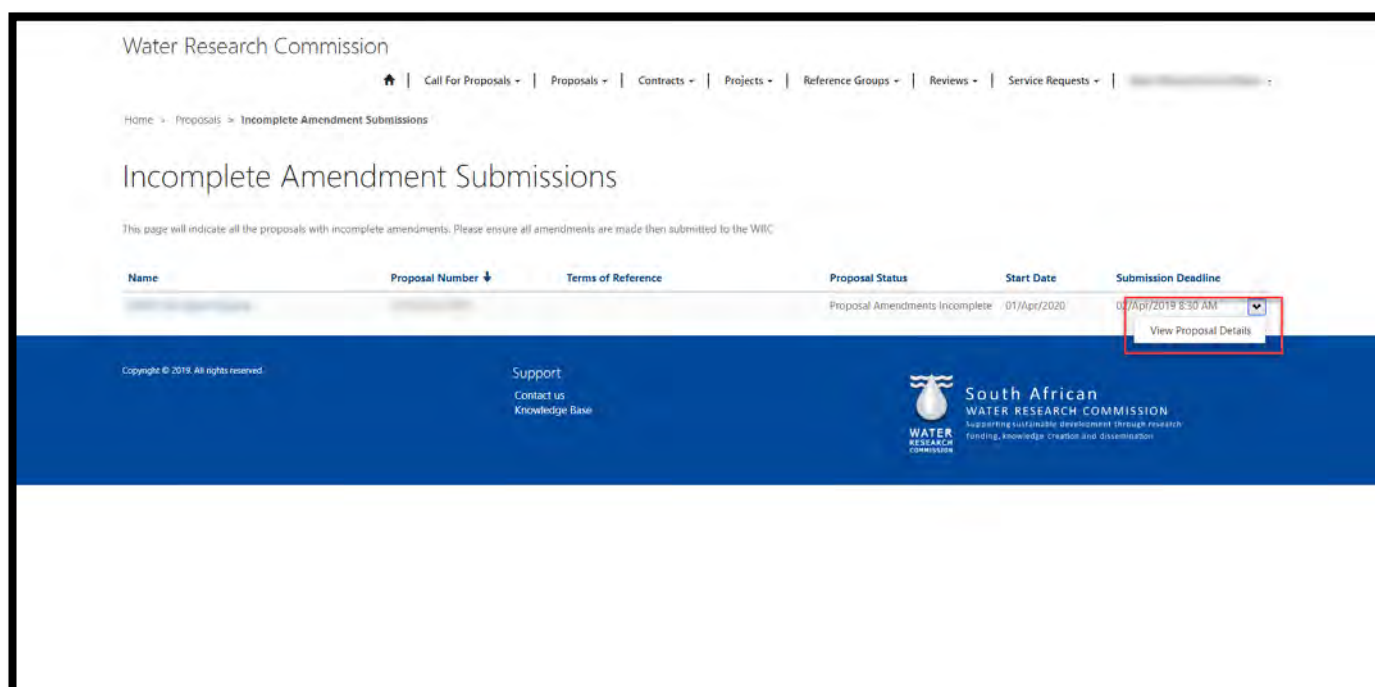 Water Research Commission
Call For Proposals | Proposals | Contracts | Projects | Reference Groups | Reviews | Service Requests |
Home > Proposals > Incomplete Amendment Submissions
Incomplete Amendment Submissions
This page will indicate all the proposals with incomplete amendments. Please ensure all amendments are made then submitted to the WRC
Name Proposal Number Terms of Reference Proposal Status Start Date Submission Deadline
Proposal Amendments Incomplete 01/Apr/2020 02/Apr/2019 8:30 AM
View Proposal Details
Copyright © 2019. All rights reserved.
Support
Contact us
Knowledge Base
WATER
RESEARCH
COMMISSION
South African
WATER RESEARCH COMMISSION
Supporting sustainable development through research
funding, knowledge creation and dissemination